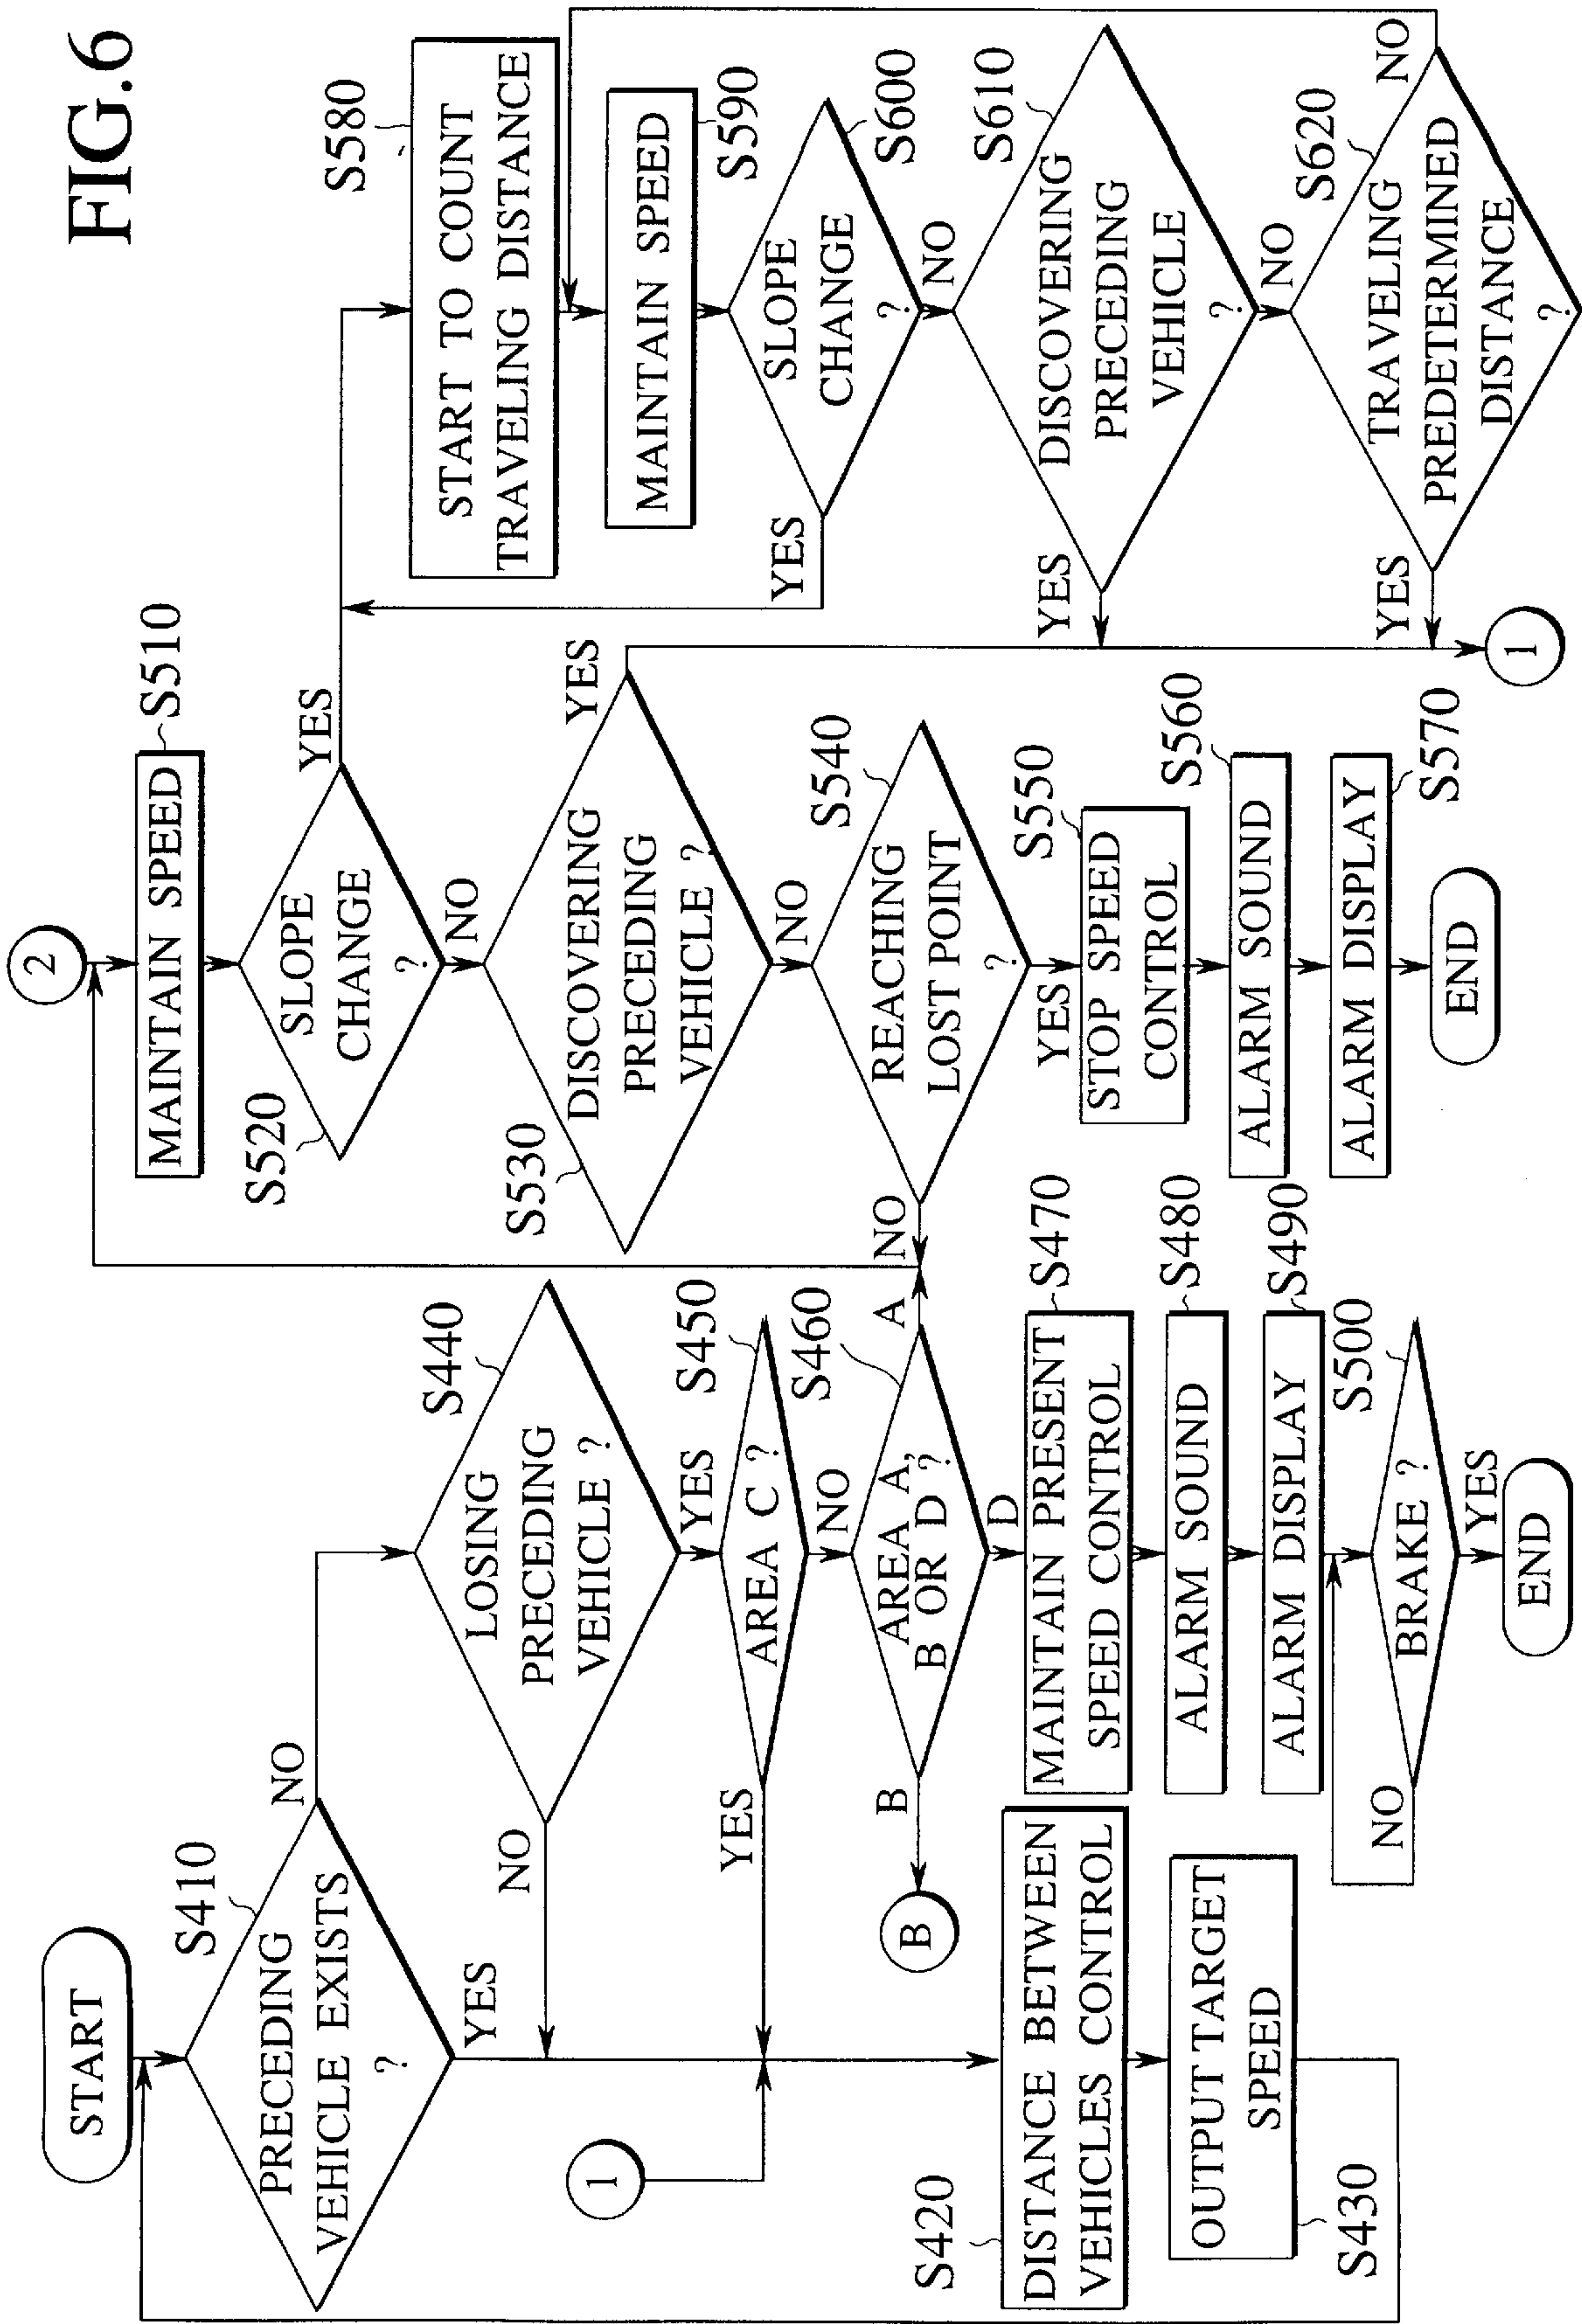 FIG.6
START
S410
PRECEDING
VEHICLE EXISTS
?
NO
YES
S440
LOSING
PRECEDING
VEHICLE ?
NO
YES
S450
AREA C ?
YES
NO
1
S460
AREA A,
B OR D ?
A
B
D
B
S420
DISTANCE BETWEEN
VEHICLES CONTROL
OUTPUT TARGET
SPEED
S430
S470
MAINTAIN PRESENT
SPEED CONTROL
S480
ALARM SOUND
S490
ALARM DISPLAY
S500
BRAKE ?
NO
YES
END
2
S510
MAINTAIN SPEED
S520
SLOPE
CHANGE
?
YES
NO
S530
DISCOVERING
PRECEDING
VEHICLE ?
YES
NO
S540
REACHING
LOST POINT
?
NO
YES
S550
STOP SPEED
CONTROL
S560
ALARM SOUND
S570
ALARM DISPLAY
END
S580
START TO COUNT
TRAVELING DISTANCE
S590
MAINTAIN SPEED
S600
SLOPE
CHANGE
?
YES
NO
S610
DISCOVERING
PRECEDING
VEHICLE
?
YES
NO
S620
TRAVELING
PREDETERMINED
DISTANCE
?
YES
NO
1